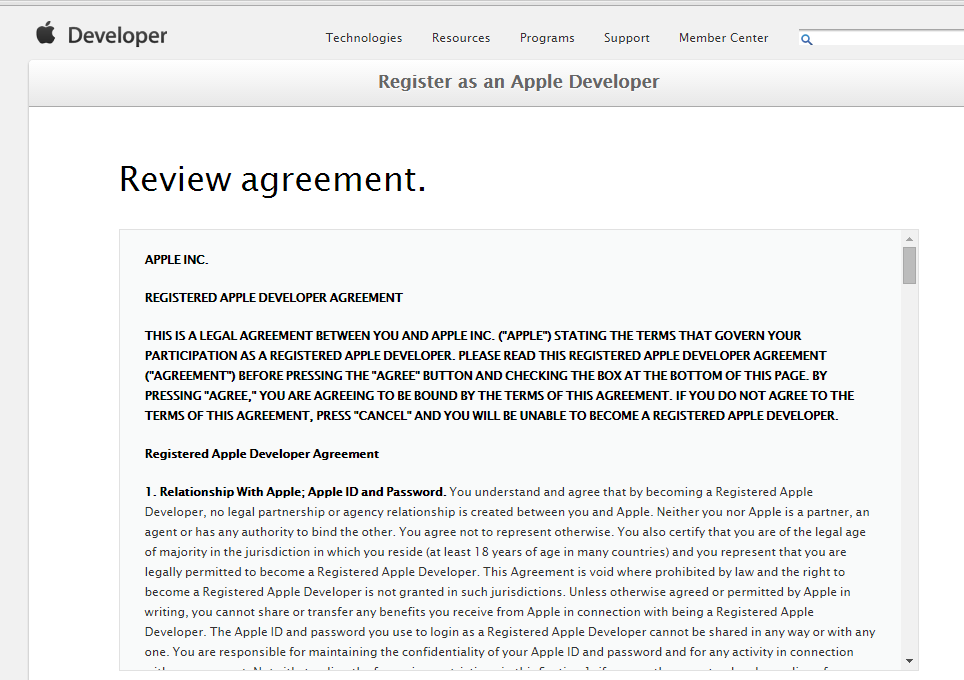 Developer
Technologies Resources Programs Support Member Center
Register as an Apple Developer
Review agreement.
APPLE INC.
REGISTERED APPLE DEVELOPER AGREEMENT
THIS IS A LEGAL AGREEMENT BETWEEN YOU AND APPLE INC. ("APPLE") STATING THE TERMS THAT GOVERN YOUR
PARTICIPATION AS A REGISTERED APPLE DEVELOPER. PLEASE READ THIS REGISTERED APPLE DEVELOPER AGREEMENT
("AGREEMENT") BEFORE PRESSING THE "AGREE" BUTTON AND CHECKING THE BOX AT THE BOTTOM OF THIS PAGE. BY
PRESSING "AGREE," YOU ARE AGREEING TO BE BOUND BY THE TERMS OF THIS AGREEMENT. IF YOU DO NOT AGREE TO THE
TERMS OF THIS AGREEMENT, PRESS "CANCEL" AND YOU WILL BE UNABLE TO BECOME A REGISTERED APPLE DEVELOPER.
Registered Apple Developer Agreement
1. Relationship With Apple; Apple ID and Password. You understand and agree that by becoming a Registered Apple
Developer, no legal partnership or agency relationship is created between you and Apple. Neither you nor Apple is a partner, an
agent or has any authority to bind the other. You agree not to represent otherwise. You also certify that you are of the legal age
of majority in the jurisdiction in which you reside (at least 18 years of age in many countries) and you represent that you are
legally permitted to become a Registered Apple Developer. This Agreement is void where prohibited by law and the right to
become a Registered Apple Developer is not granted in such jurisdictions. Unless otherwise agreed or permitted by Apple in
writing, you cannot share or transfer any benefits you receive from Apple in connection with being a Registered Apple
Developer. The Apple ID and password you use to login as a Registered Apple Developer cannot be shared in any way or with any
one. You are responsible for maintaining the confidentiality of your Apple ID and password and for any activity in connection